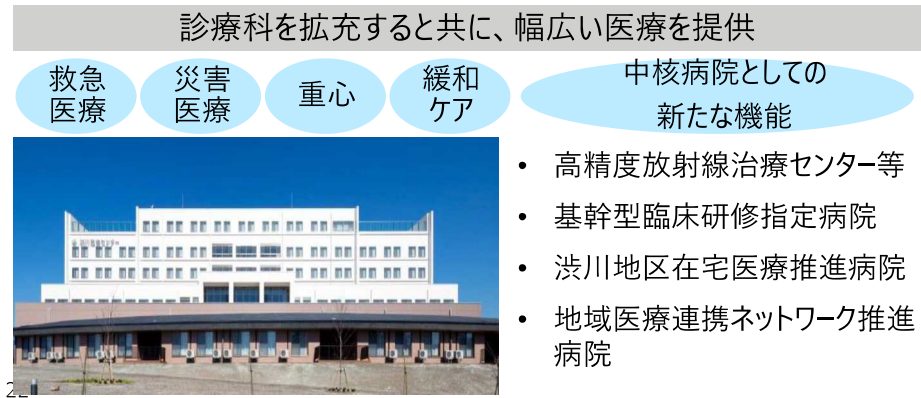 診療科を拡充すると共に、幅広い医療を提供
救急
医療
災害
医療
重心
緩和
ケア
中核病院としての
新たな機能
• 高精度放射線治療センター等
• 基幹型臨床研修指定病院
• 渋川地区在宅医療推進病院
• 地域医療連携ネットワーク推進
病院
22